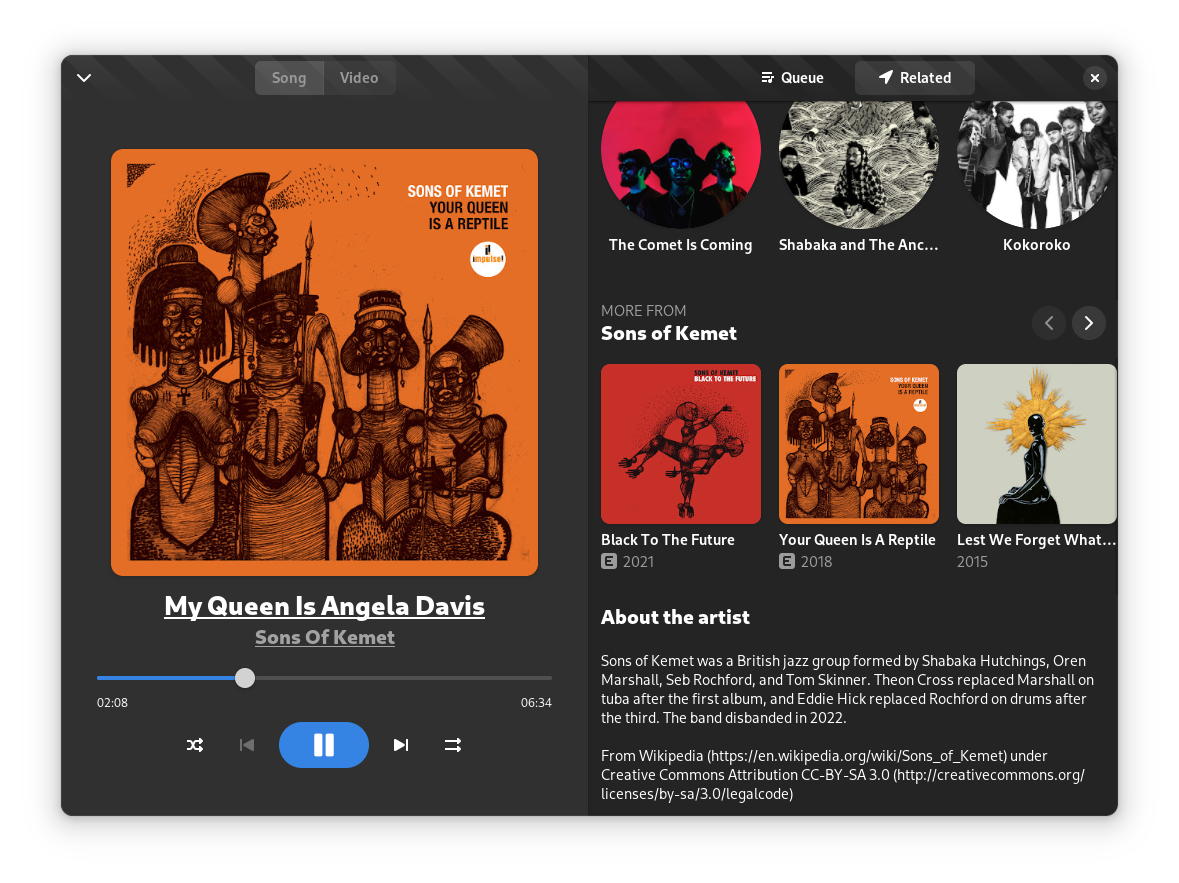 Song
Video
SONS OF KEMET
YOUR QUEEN
IS A REPTILE
impulse!
My Queen Is Angela Davis
Sons Of Kemet
02:08
06:34
Queue
Related
The Comet Is Coming
Shabaka and The Anc...
Kokoroko
MORE FROM
Sons of Kemet
SONS OF KEMET
BLACK TO THE FUTURE
SONS OF KEMET
YOUR QUEEN
IS A REPTILE
impulse!
Black To The Future
E 2021
Your Queen Is A Reptile
E 2018
Lest We Forget What...
2015
About the artist
Sons of Kemet was a British jazz group formed by Shabaka Hutchings, Oren
Marshall, Seb Rochford, and Tom Skinner. Theon Cross replaced Marshall on
tuba after the first album, and Eddie Hick replaced Rochford on drums after
the third. The band disbanded in 2022.
From Wikipedia (https://en.wikipedia.org/wiki/Sons_of_Kemet) under
Creative Commons Attribution CC-BY-SA 3.0 (http://creativecommons.org/
licenses/by-sa/3.0/legalcode)